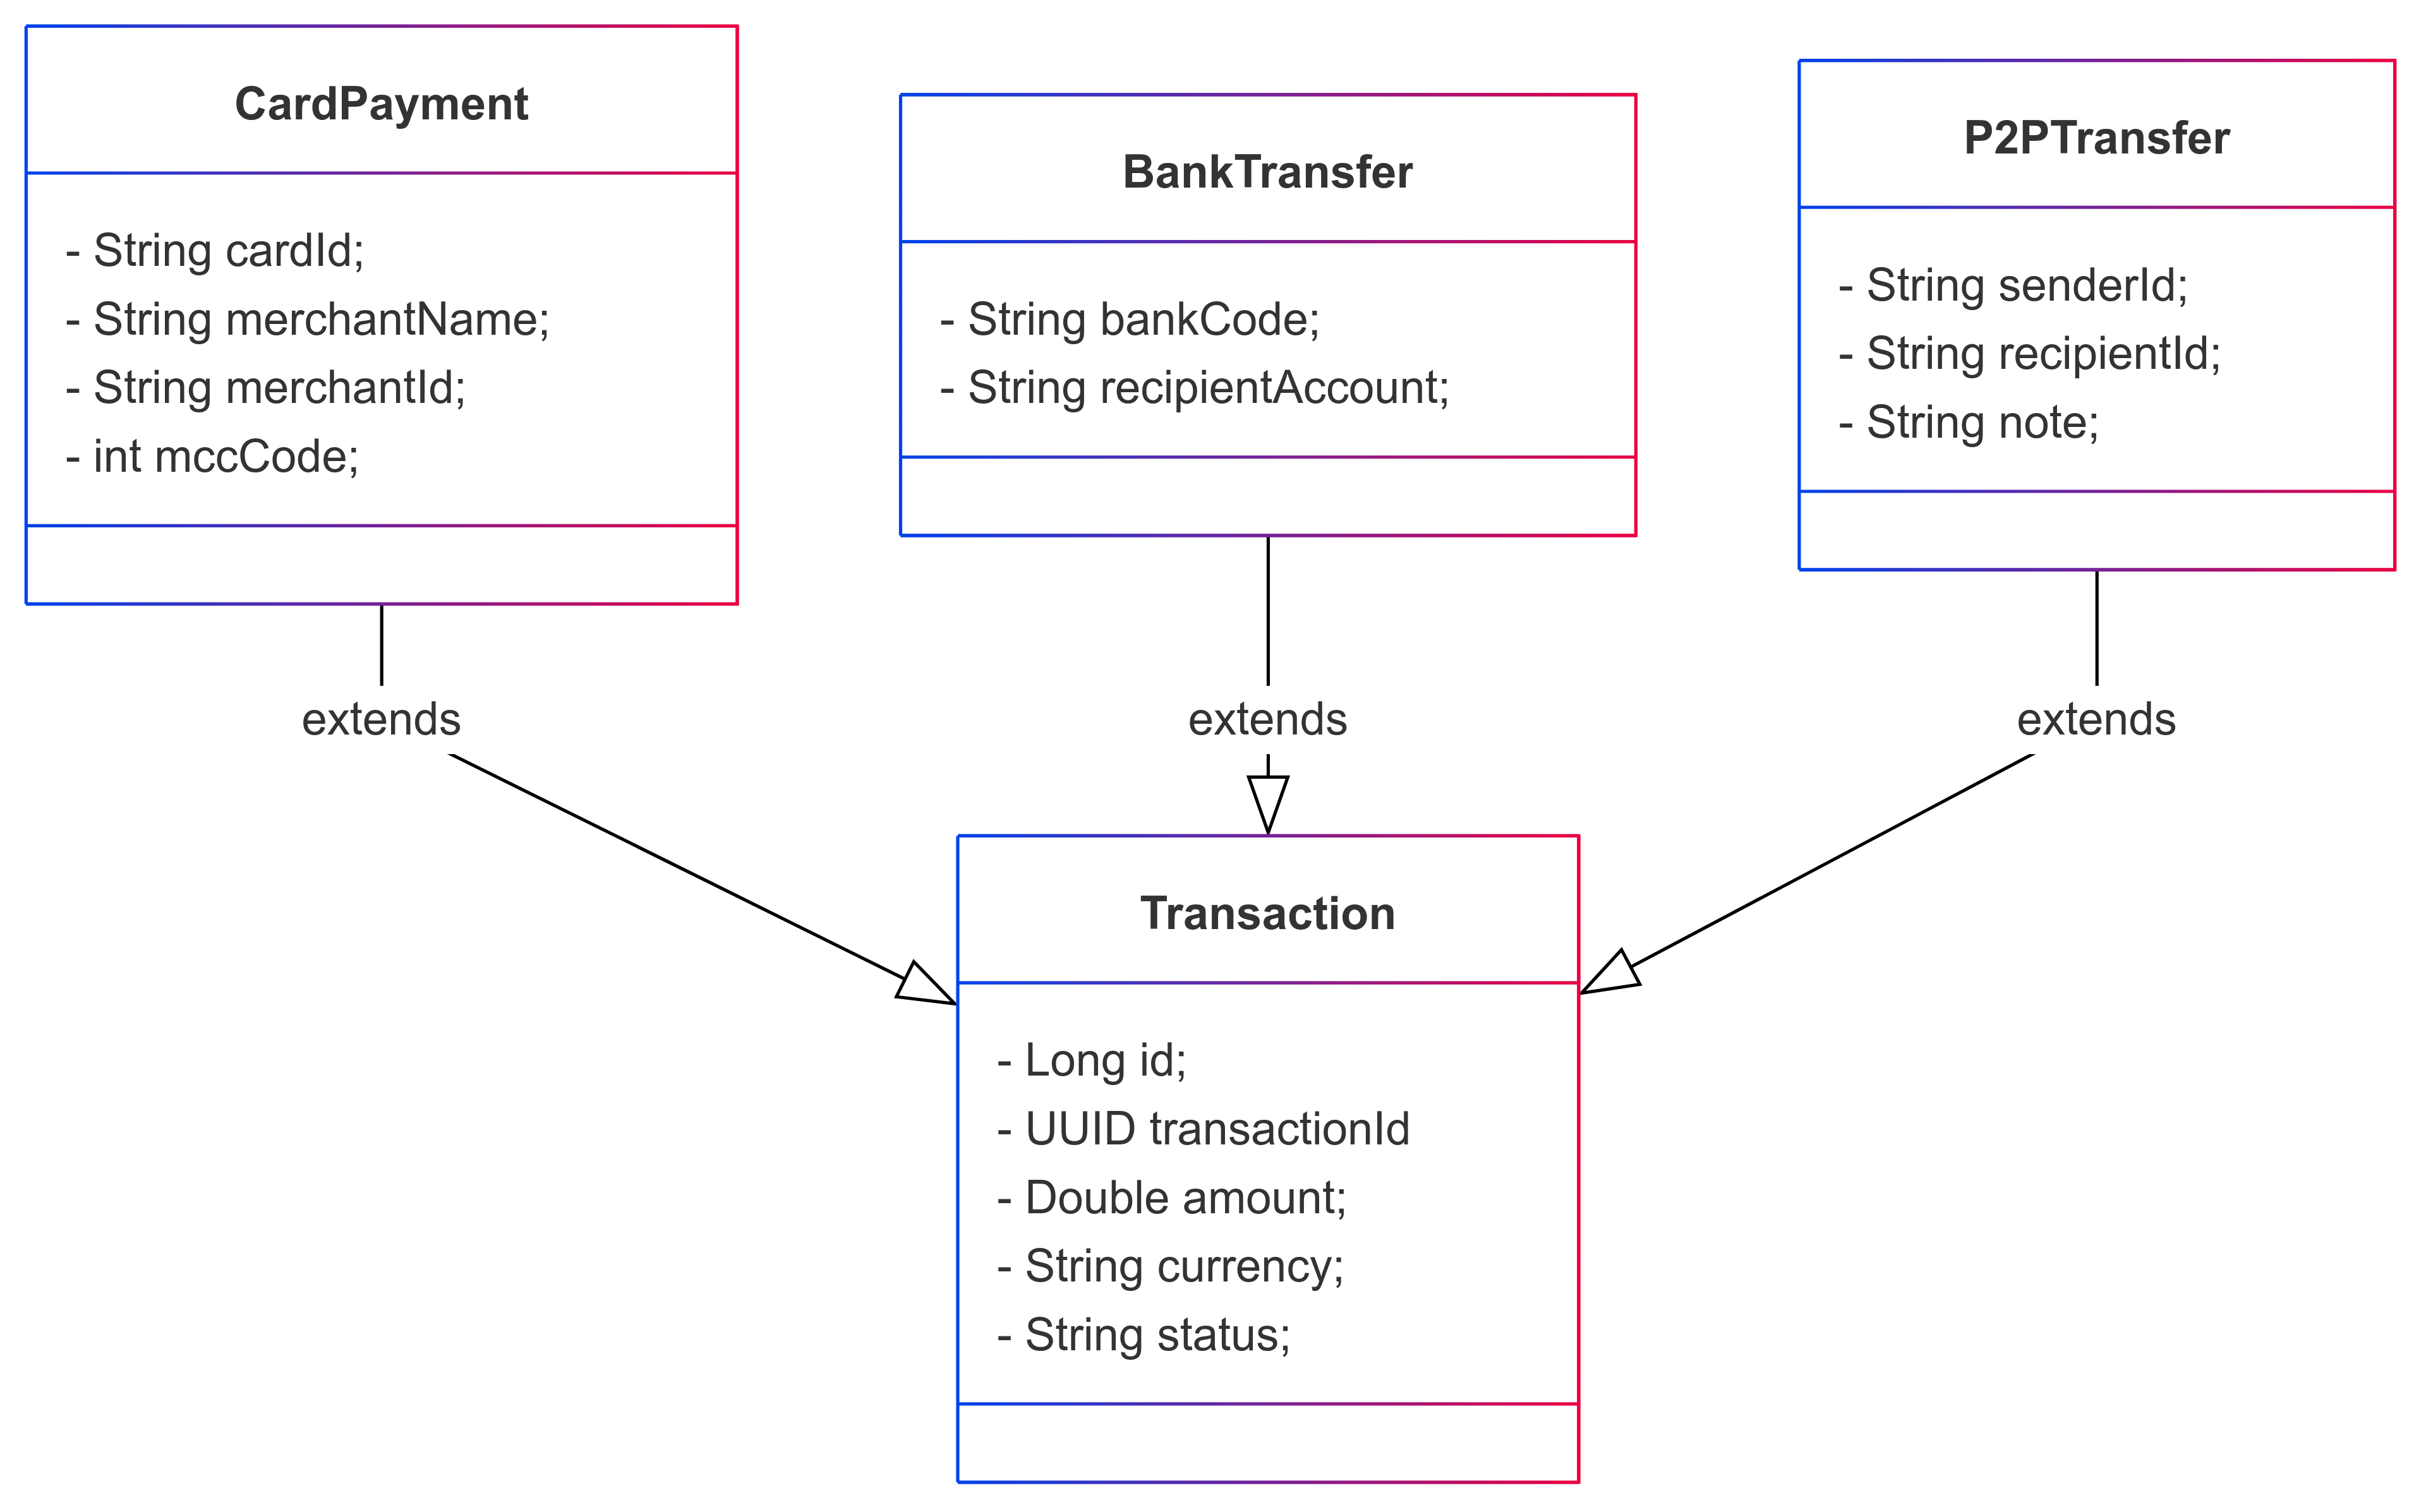 CardPayment
- String cardId;
- String merchantName;
- String merchantId;
- int mccCode;
BankTransfer
- String bankCode;
- String recipientAccount;
P2PTransfer
- String senderId;
- String recipientId;
- String note;
extends
extends
extends
Transaction
- Long id;
- UUID transactionId
- Double amount;
- String currency;
- String status;